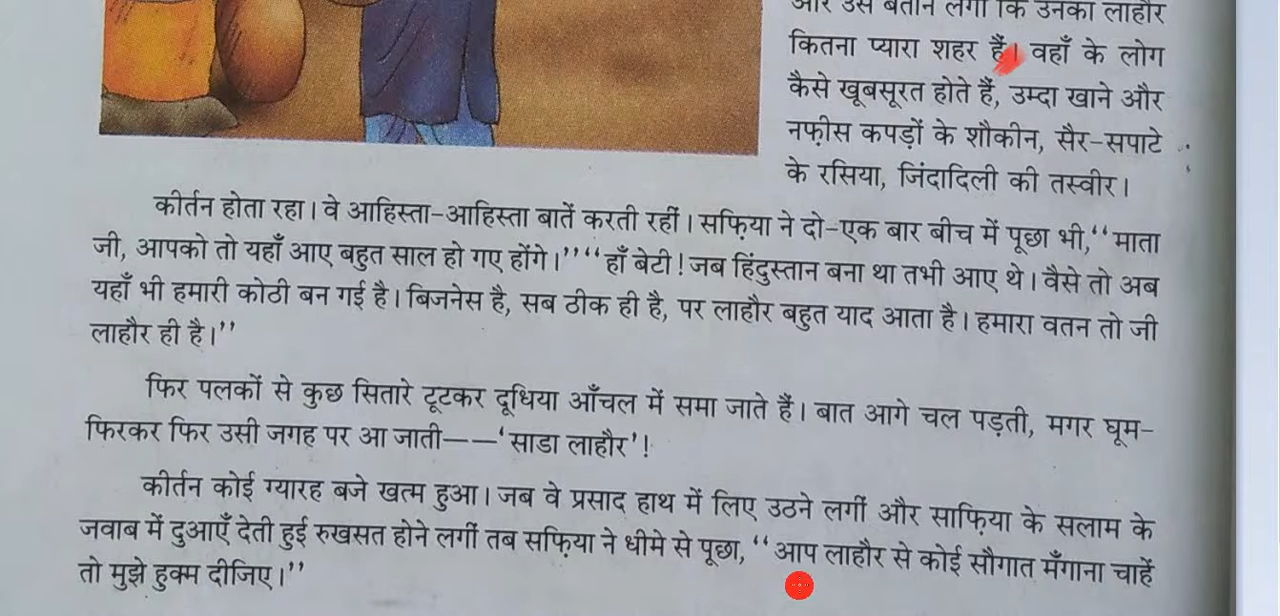 और उसे बताने लगीं कि उनका लाहौर
कितना प्यारा शहर है। वहाँ के लोग
कैसे खूबसूरत होते हैं, उम्दा खाने और
नफ़ीस कपड़ों के शौकीन, सैर-सपाटे
के रसिया, जिंदादिली की तस्वीर।
कीर्तन होता रहा। वे आहिस्ता-आहिस्ता बातें करती रहीं। सफ़िया ने दो-एक बार बीच में पूछा भी,‘‘माता
जी, आपको तो यहाँ आए बहुत साल हो गए होंगे।’’ ‘‘हाँ बेटी! जब हिंदुस्तान बना था तभी आए थे। वैसे तो अब
यहाँ भी हमारी कोठी बन गई है। बिजनेस है, सब ठीक ही है, पर लाहौर बहुत याद आता है। हमारा वतन तो जी
लाहौर ही है।’’
फिर पलकों से कुछ सितारे टूटकर दूधिया आँचल में समा जाते हैं। बात आगे चल पड़ती, मगर घूम-
फिरकर फिर उसी जगह पर आ जाती——‘साडा लाहौर’!
कीर्तन कोई ग्यारह बजे खत्म हुआ। जब वे प्रसाद हाथ में लिए उठने लगीं और साफ़िया के सलाम के
जवाब में दुआएँ देती हुई रुखसत होने लगीं तब सफ़िया ने धीमे से पूछा, ‘‘आप लाहौर से कोई सौगात मँगाना चाहें
तो मुझे हुक्म दीजिए।’’